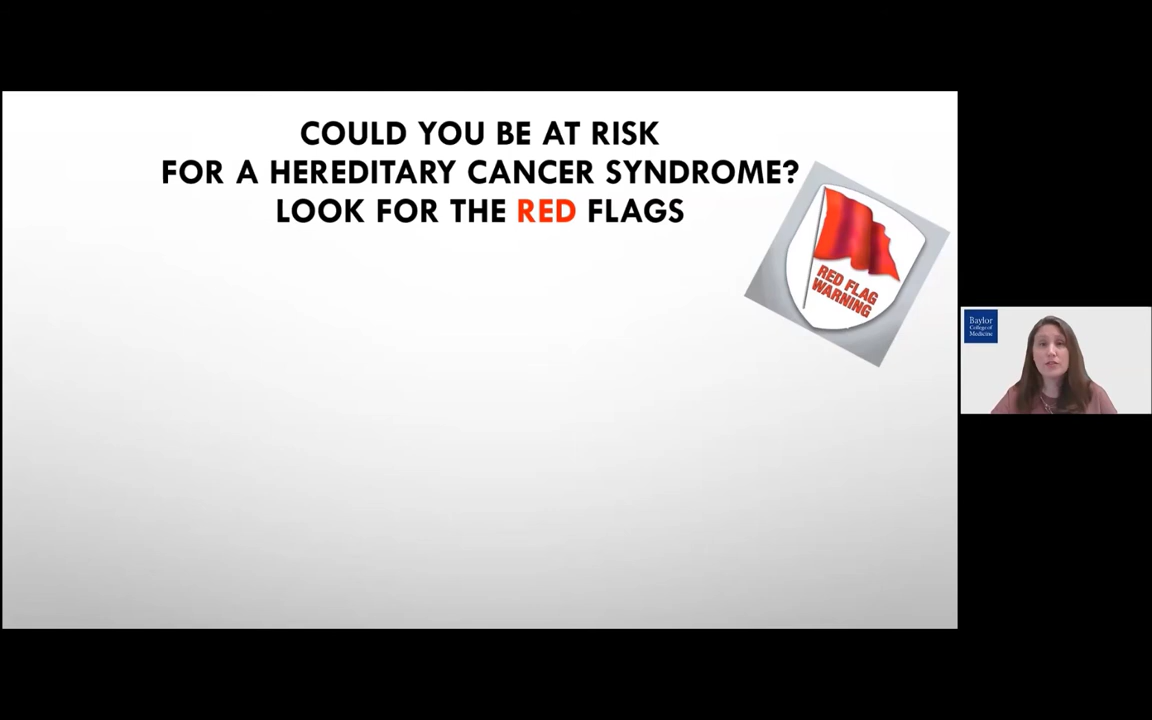 COULD YOU BE AT RISK
FOR A HEREDITARY CANCER SYNDROME?
LOOK FOR THE RED FLAGS
RED FLAG
WARNING
Baylor
College of
Medicine